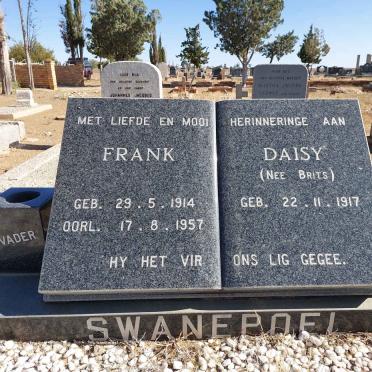 MET LIEFDE EN MOOI HERINNERINGE AAN
FRANK
GEB. 29.5.1914
OORL. 17.8.1957
DAISY
(NEE BRITS)
GEB. 22.11.1917
HY HET VIR ONS LIG GEGEE.
VADER
SWANEPOEL